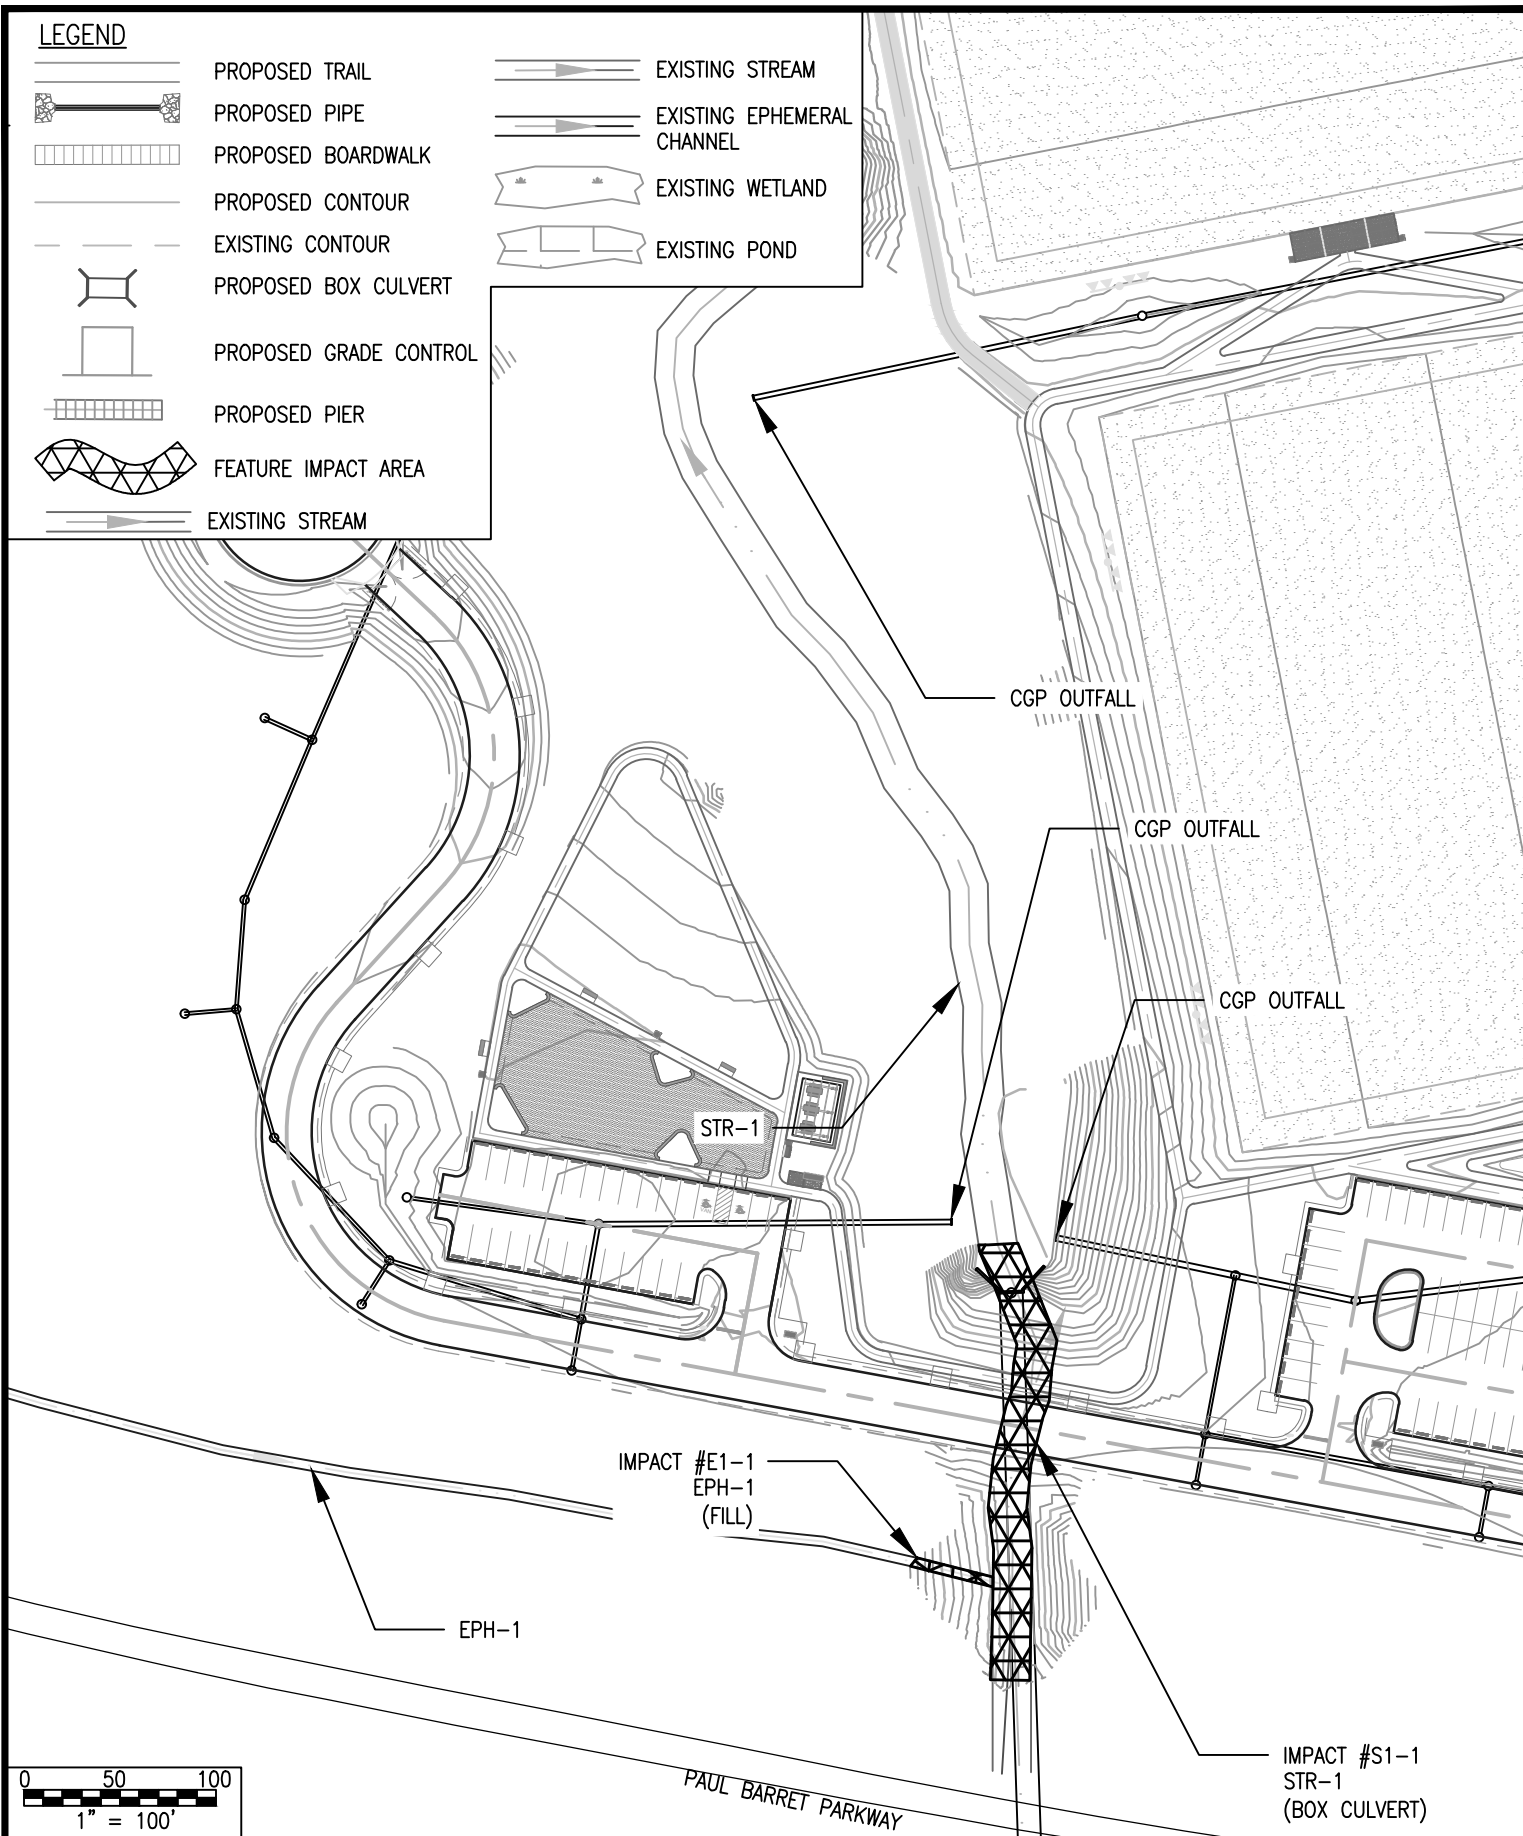 LEGEND
PROPOSED TRAIL
PROPOSED PIPE
PROPOSED BOARDWALK
PROPOSED CONTOUR
EXISTING CONTOUR
PROPOSED BOX CULVERT
PROPOSED GRADE CONTROL
PROPOSED PIER
FEATURE IMPACT AREA
EXISTING STREAM
EXISTING STREAM
EXISTING EPHEMERAL
CHANNEL
EXISTING WETLAND
EXISTING POND
CGP OUTFALL
CGP OUTFALL
CGP OUTFALL
STR-1
IMPACT #E1-1
EPH-1
(FILL)
EPH-1
IMPACT #S1-1
STR-1
(BOX CULVERT)
PAUL BARRET PARKWAY
0 50 100
1" = 100'